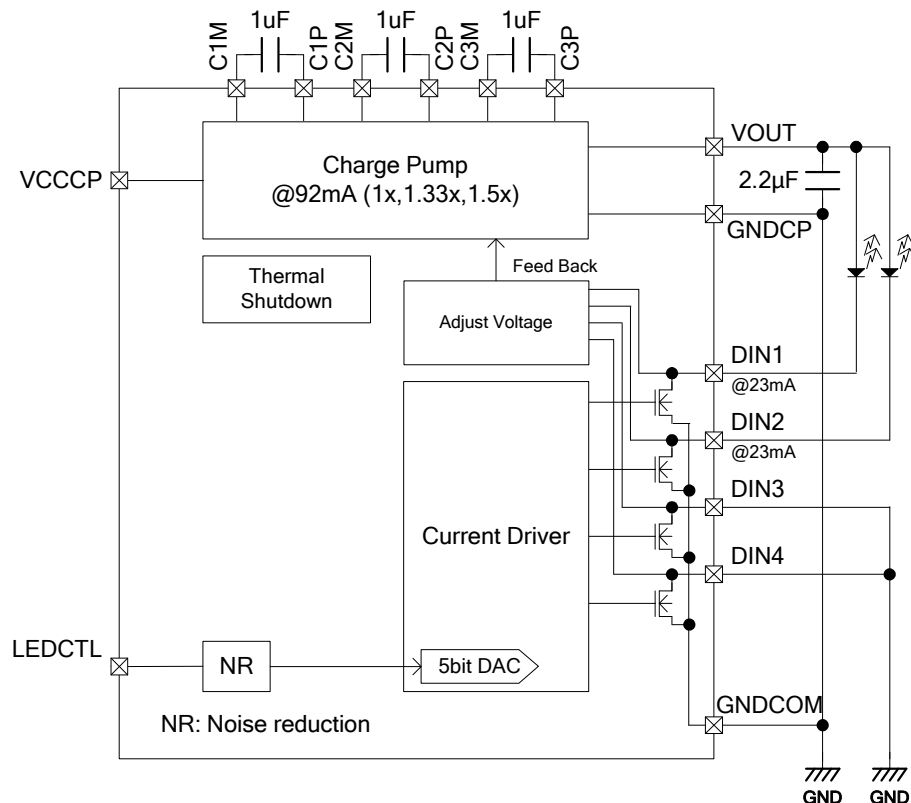 1uF
1uF
1uF
C1M
C1P
C2M
C2P
C3M
C3P
VOUT
Charge Pump
@92mA (1x,1.33x,1.5x)
VCCCP
2.2µF
GNDCP
Thermal
Shutdown
Feed Back
Adjust Voltage
DIN1
@23mA
DIN2
@23mA
DIN3
Current Driver
DIN4
LEDCTL
NR
5bit DAC
GNDCOM
NR: Noise reduction
GND
GND